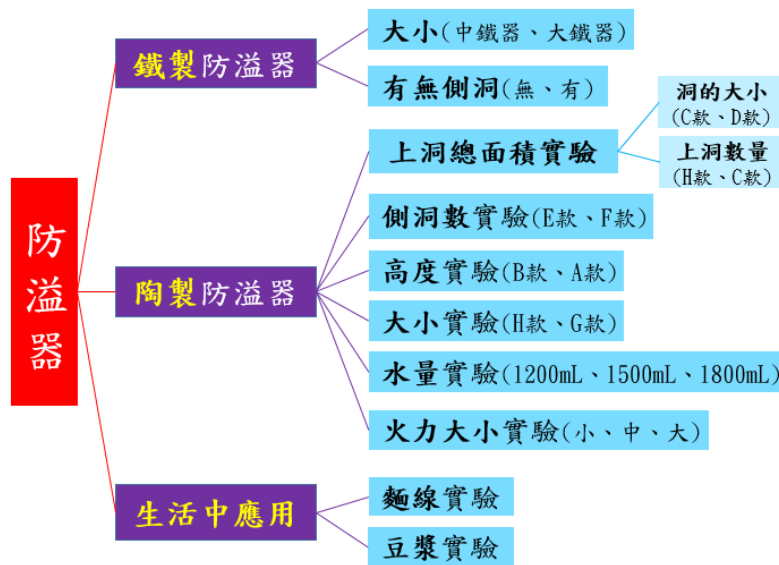 防溢器
鐵製防溢器
大小(中鐵器、大鐵器)
有無側洞(無、有)
陶製防溢器
上洞總面積實驗
洞的大小
(C款、D款)
上洞數量
(H款、C款)
側洞數實驗(E款、F款)
高度實驗(B款、A款)
大小實驗(H款、G款)
水量實驗(1200mL、1500mL、1800mL)
火力大小實驗(小、中、大)
生活中應用
麵線實驗
豆漿實驗